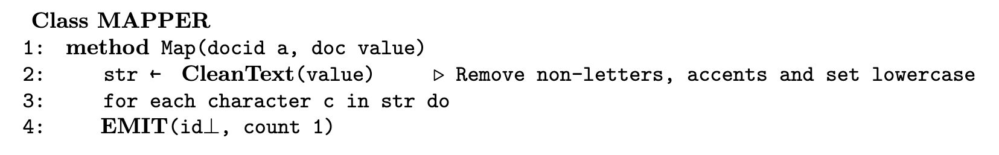 Class MAPPER
1: method Map(docid a, doc value)
2: str ← CleanText(value) ▷ Remove non-letters, accents and set lowercase
3: for each character c in str do
4: EMIT(id⊥, count 1)